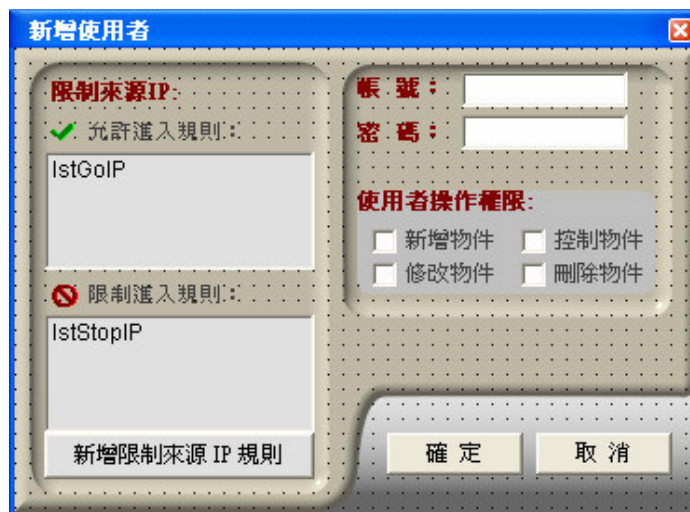 新增使用者
限制來源IP:
允許進入規則:
lstGoIP
限制進入規則:
lstStopIP
新增限制來源 IP 規則
帳 號:
密 碼:
使用者操作權限:
新增物件 控制物件
修改物件 刪除物件
確 定 取 消